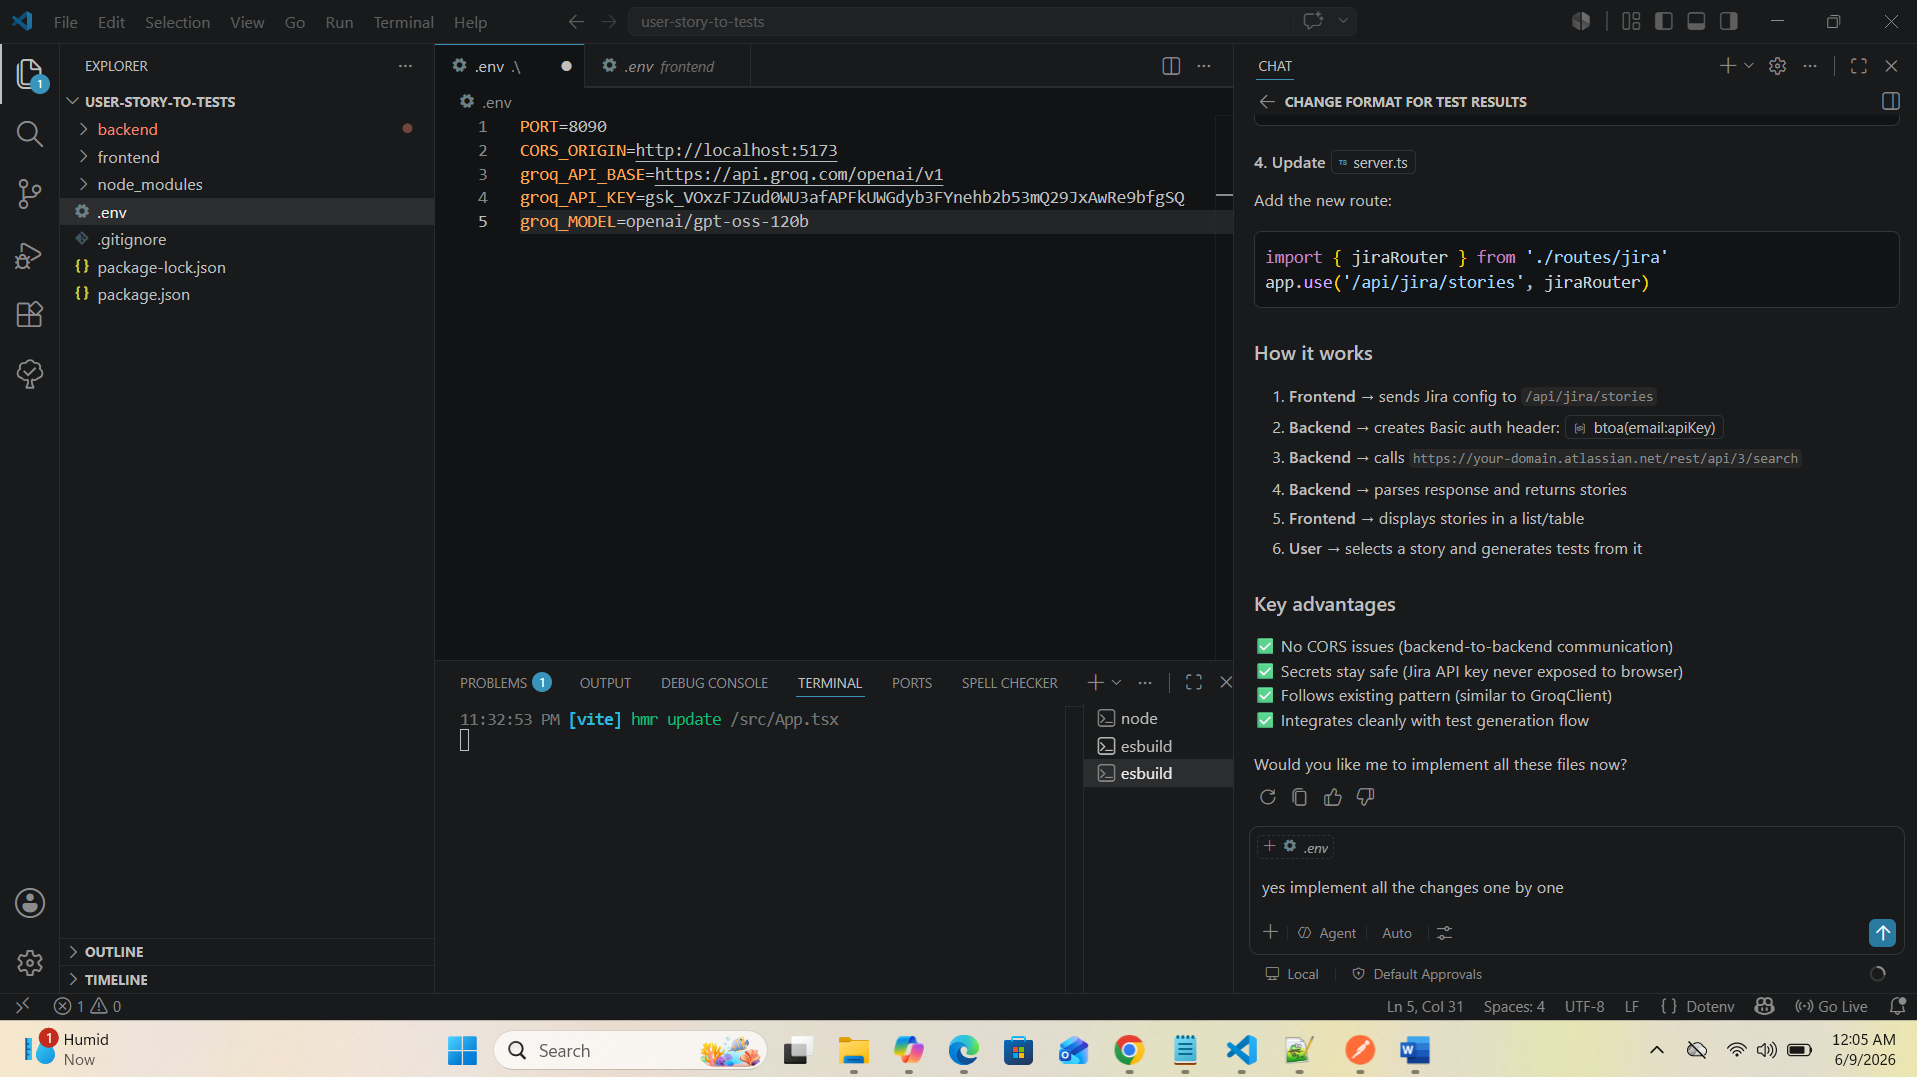 File Edit Selection View Go Run Terminal Help
user-story-to-tests
1
EXPLORER
USER-STORY-TO-TESTS
backend
frontend
node_modules
.env
.gitignore
package-lock.json
package.json
OUTLINE
TIMELINE
.env .\
.env frontend
.env
1 PORT=8090
2 CORS_ORIGIN=http://localhost:5173
3 groq_API_BASE=https://api.groq.com/openai/v1
4 groq_API_KEY=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
5 groq_MODEL=openai/gpt-oss-120b
PROBLEMS 1 OUTPUT DEBUG CONSOLE TERMINAL PORTS SPELL CHECKER
11:32:53 PM [vite] hmr update /src/App.tsx
node
esbuild
esbuild
CHAT
CHANGE FORMAT FOR TEST RESULTS
4. Update TS server.ts
Add the new route:
import { jiraRouter } from './routes/jira'
app.use('/api/jira/stories', jiraRouter)
How it works
1. Frontend → sends Jira config to /api/jira/stories
2. Backend → creates Basic auth header: btoa(email:apiKey)
3. Backend → calls https://your-domain.atlassian.net/rest/api/3/search
4. Backend → parses response and returns stories
5. Frontend → displays stories in a list/table
6. User → selects a story and generates tests from it
Key advantages
✅ No CORS issues (backend-to-backend communication)
✅ Secrets stay safe (Jira API key never exposed to browser)
✅ Follows existing pattern (similar to GroqClient)
✅ Integrates cleanly with test generation flow
Would you like me to implement all these files now?
.env
yes implement all the changes one by one
Agent Auto
Local Default Approvals
1 0
Ln 5, Col 31 Spaces: 4 UTF-8 LF {} Dotenv Go Live
1
Humid
Now
Search
12:05 AM
6/9/2026